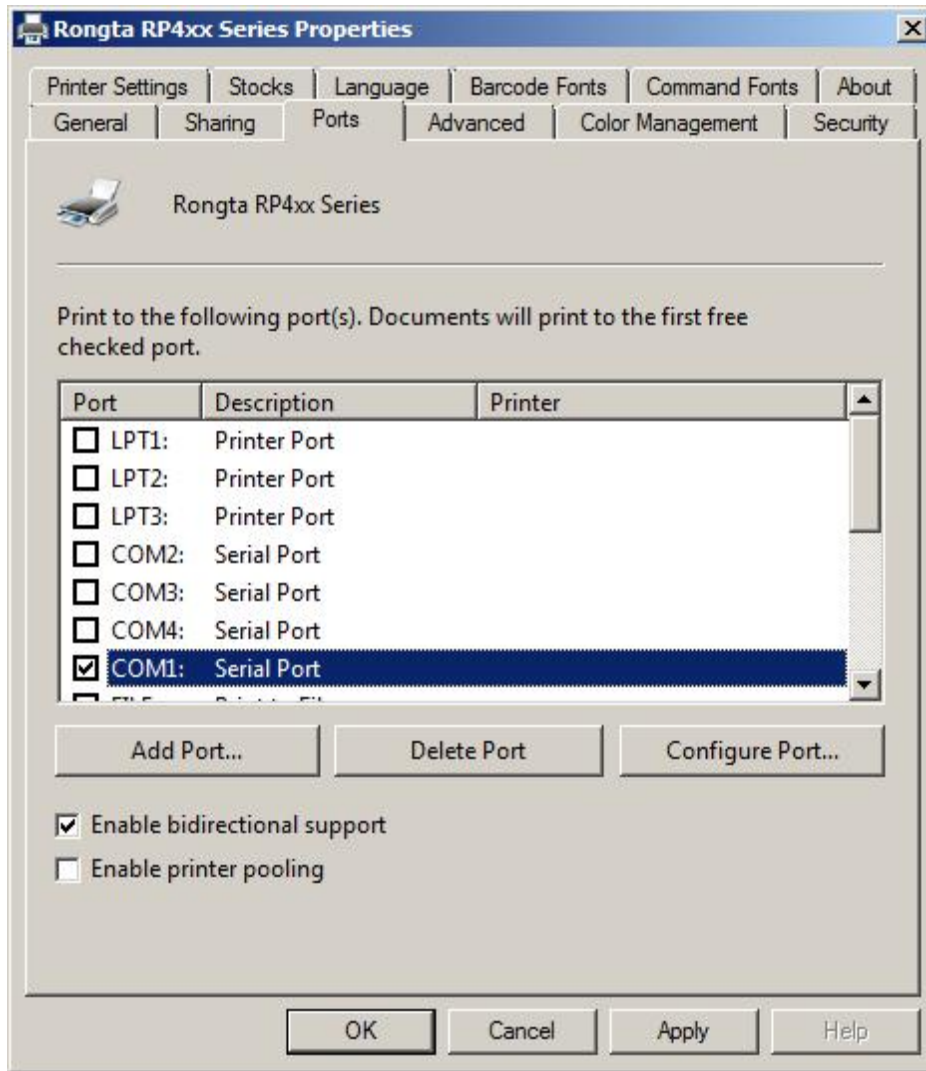 Rongta RP4xx Series Properties
Printer Settings Stocks Language Barcode Fonts Command Fonts About
General Sharing Ports Advanced Color Management Security
Rongta RP4xx Series
Print to the following port(s). Documents will print to the first free
checked port.
Port Description Printer
LPT1: Printer Port
LPT2: Printer Port
LPT3: Printer Port
COM2: Serial Port
COM3: Serial Port
COM4: Serial Port
COM1: Serial Port
Add Port... Delete Port Configure Port...
Enable bidirectional support
Enable printer pooling
OK Cancel Apply Help